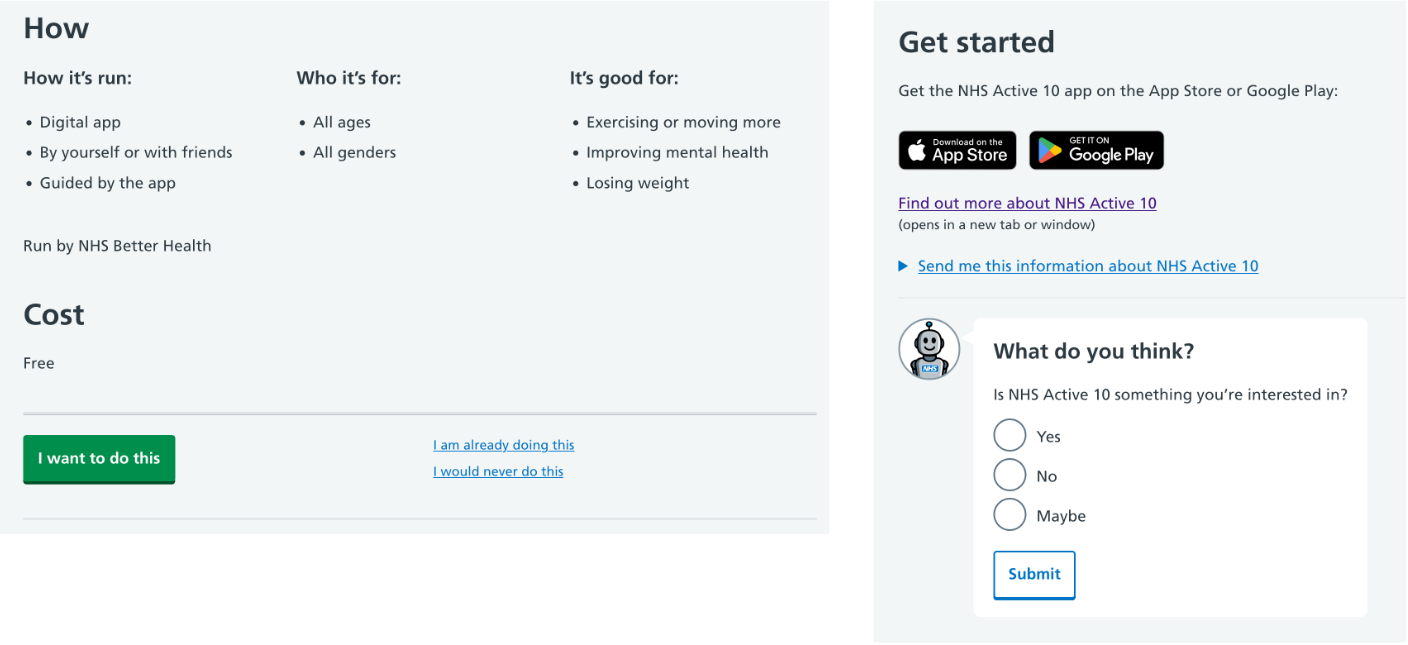 How
How it’s run:
• Digital app
• By yourself or with friends
• Guided by the app
Who it’s for:
• All ages
• All genders
It’s good for:
• Exercising or moving more
• Improving mental health
• Losing weight
Run by NHS Better Health
Cost
Free
I want to do this
I am already doing this
I would never do this
Get started
Get the NHS Active 10 app on the App Store or Google Play:
Download on the
App Store
GET IT ON
Google Play
Find out more about NHS Active 10
(opens in a new tab or window)
Send me this information about NHS Active 10
NHS
What do you think?
Is NHS Active 10 something you’re interested in?
Yes
No
Maybe
Submit